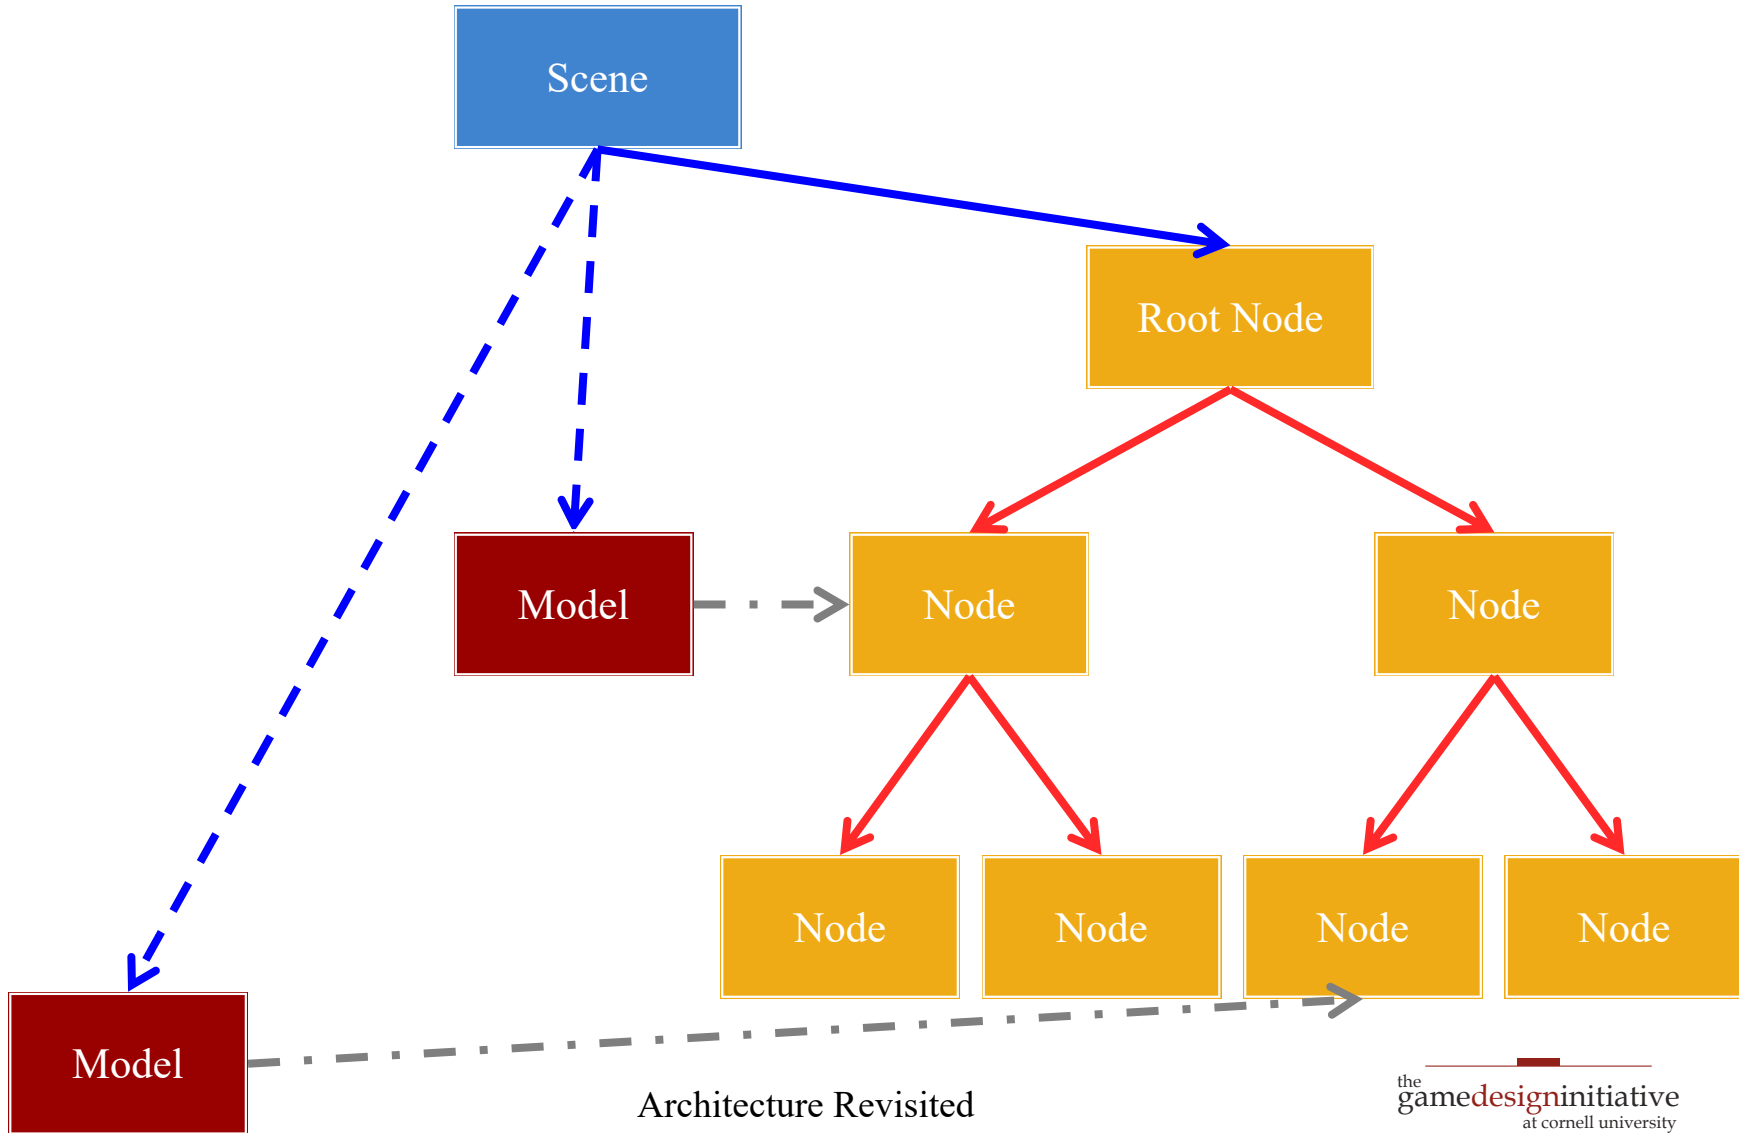 Scene
Root Node
Model
Node
Node
Node
Node
Node
Node
Model
Architecture Revisited
the
gamedesigninitiative
at cornell university